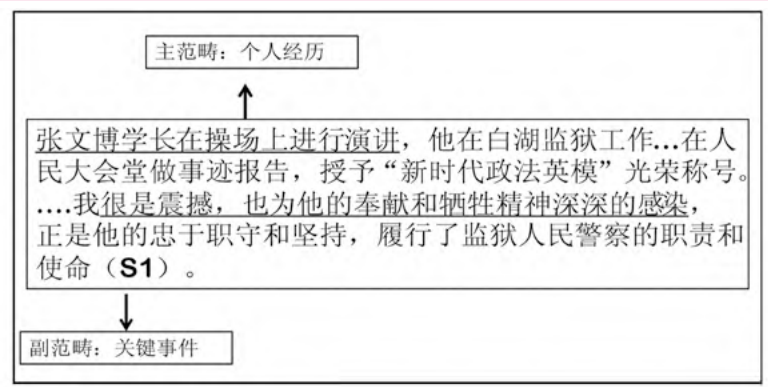 主范畴：个人经历
张文博学长在操场上进行演讲，他在白湖监狱工作...在人
民大会堂做事迹报告，授予“新时代政法英模”光荣称号。
....我很是震撼，也为他的奉献和牺牲精神深深的感染，
正是他的忠于职守和坚持，履行了监狱人民警察的职责和
使命（S1）。
副范畴：关键事件